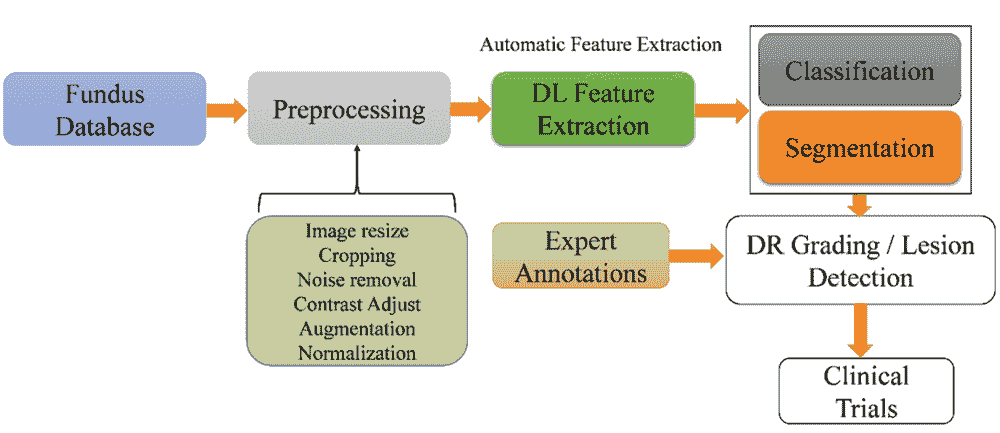 Automatic Feature Extraction
Fundus
Database
Preprocessing
DL Feature
Extraction
Classification
Segmentation
Image resize
Cropping
Noise removal
Contrast Adjust
Augmentation
Normalization
Expert
Annotations
DR Grading / Lesion
Detection
Clinical
Trials